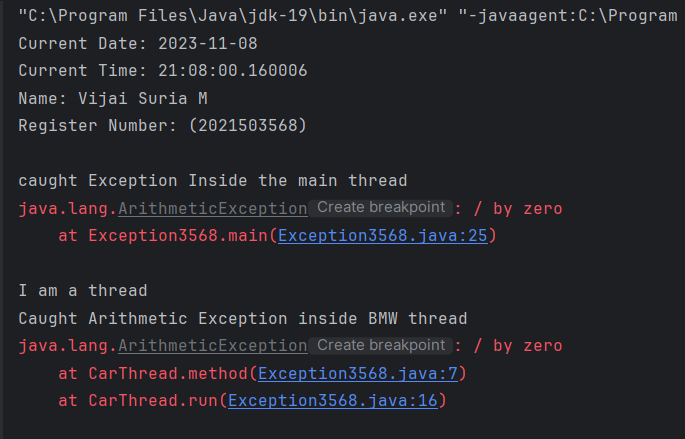 "C:\Program Files\Java\jdk-19\bin\java.exe" "-javaagent:C:\Program
Current Date: 2023-11-08
Current Time: 21:08:00.160006
Name: Vijai Suria M
Register Number: (2021503568)
caught Exception Inside the main thread
java.lang.ArithmeticException Create breakpoint : / by zero
    at Exception3568.main(Exception3568.java:25)
I am a thread
Caught Arithmetic Exception inside BMW thread
java.lang.ArithmeticException Create breakpoint : / by zero
    at CarThread.method(Exception3568.java:7)
    at CarThread.run(Exception3568.java:16)